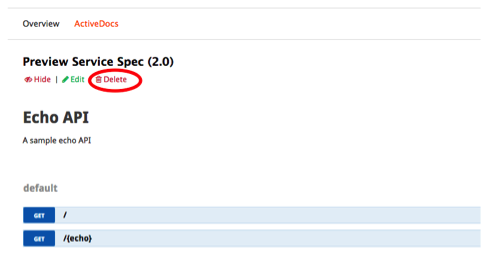 Overview ActiveDocs
Preview Service Spec (2.0)
Hide | Edit Delete
Echo API
A sample echo API
default
GET /
GET /{echo}